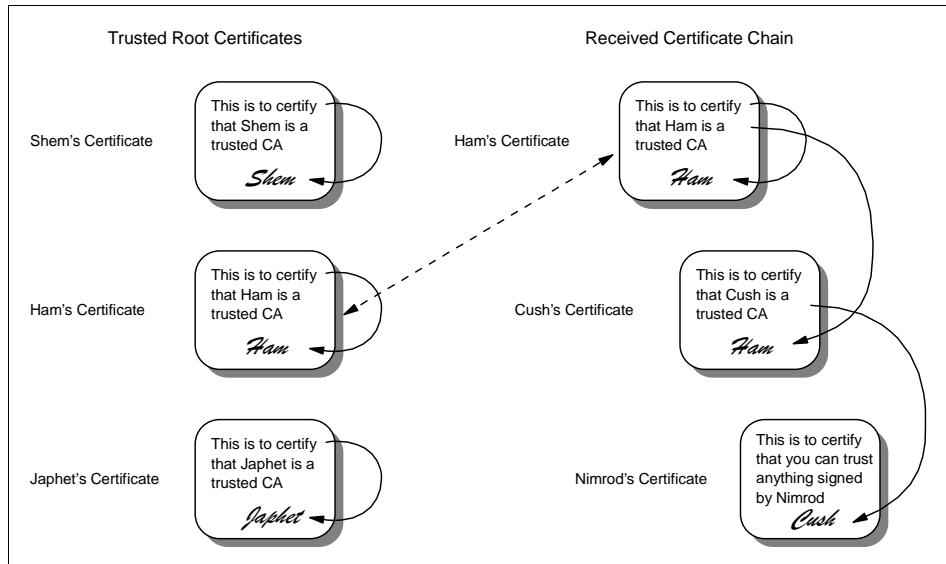 Trusted Root Certificates
Received Certificate Chain
Shem's Certificate
This is to certify
that Shem is a
trusted CA
Shem
Ham's Certificate
This is to certify
that Ham is a
trusted CA
Ham
Ham's Certificate
This is to certify
that Ham is a
trusted CA
Ham
Cush's Certificate
This is to certify
that Cush is a
trusted CA
Ham
Japhet's Certificate
This is to certify
that Japhet is a
trusted CA
Japhet
Nimrod's Certificate
This is to certify
that you can trust
anything signed
by Nimrod
Cush